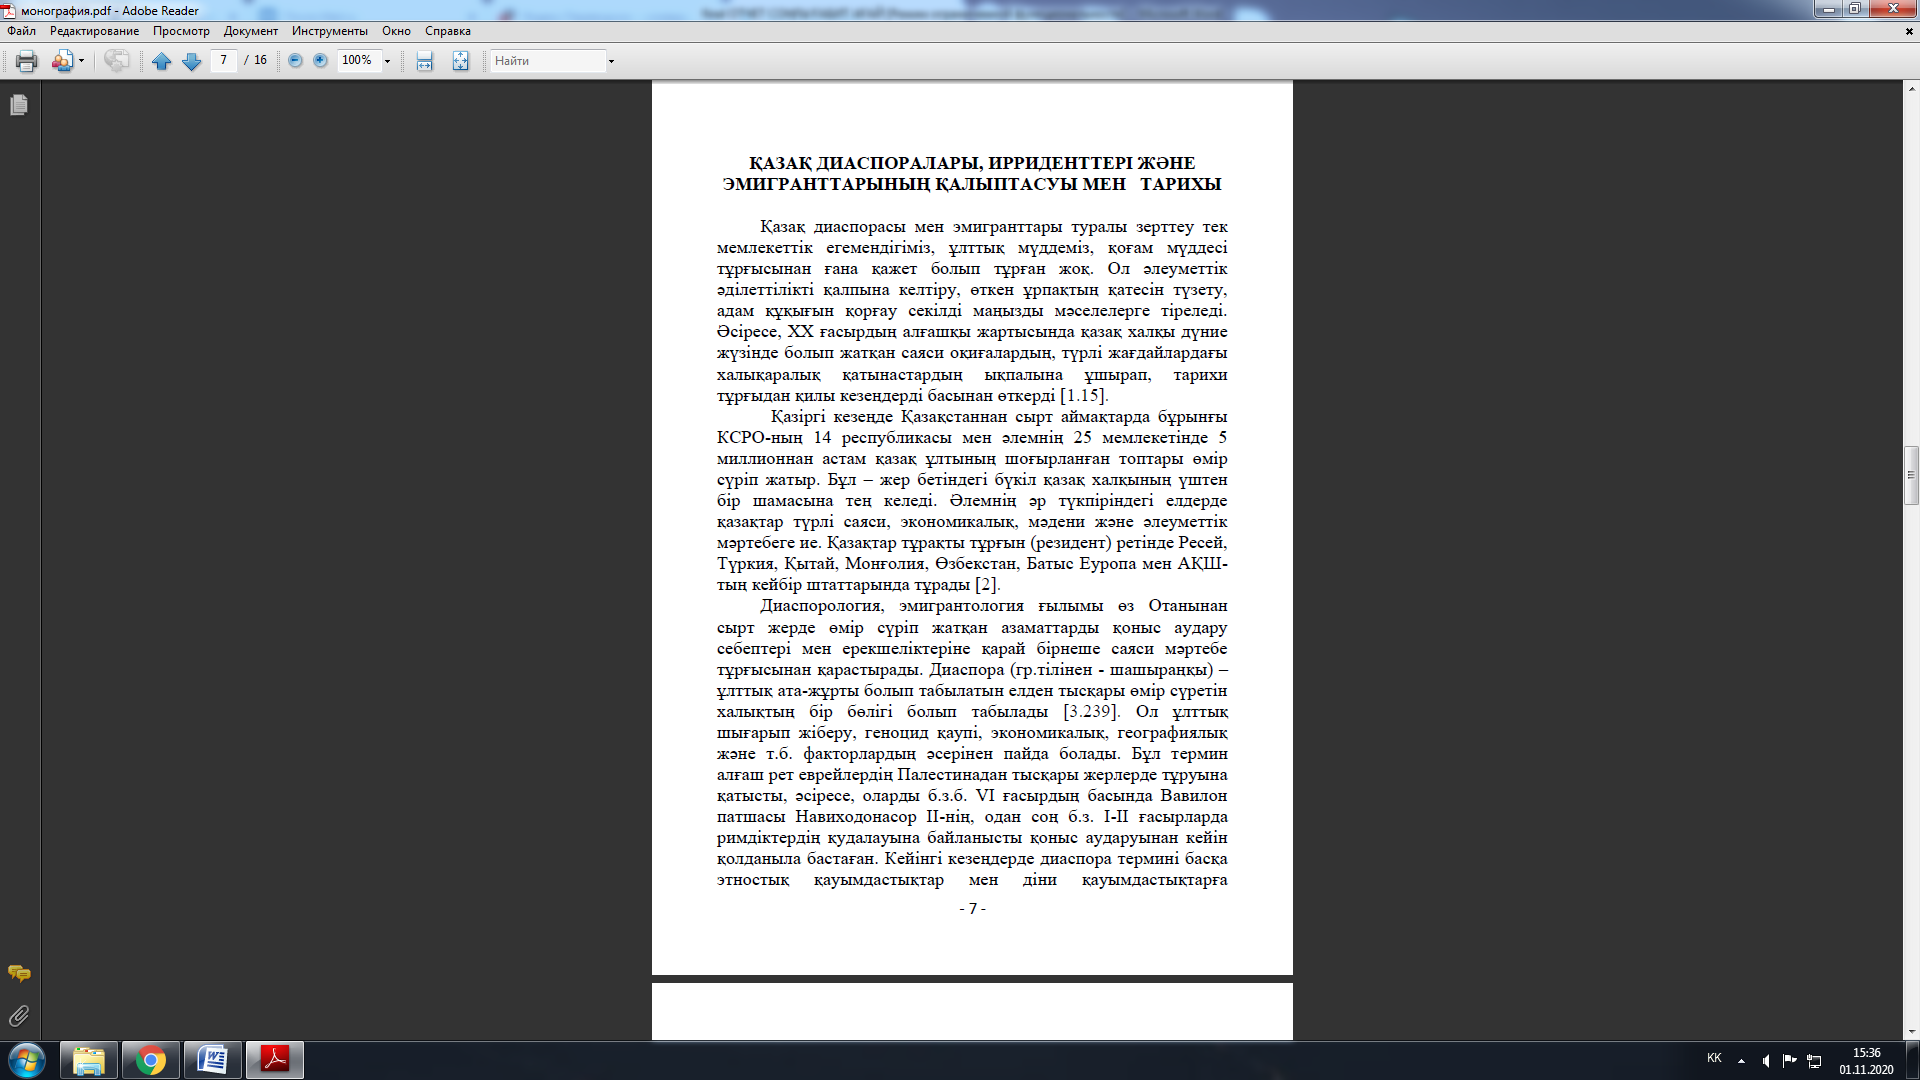 монография.pdf - Adobe Reader
Файл Редактирование Просмотр Документ Инструменты Окно Справка
7 / 16 100% Найти
ҚАЗАҚ ДИАСПОРАЛАРЫ, ИРРИДЕНТТЕРІ ЖӘНЕ
ЭМИГРАНТТАРЫНЫҢ ҚАЛЫПТАСУЫ МЕН ТАРИХЫ
Қазақ диаспорасы мен эмигранттары туралы зерттеу тек
мемлекеттік егемендігіміз, ұлттық мүддеміз, қоғам мүддесі
тұрғысынан ғана қажет болып тұрған жоқ. Ол әлеуметтік
әділеттілікті қалпына келтіру, өткен ұрпақтың қатесін түзету,
адам құқығын қорғау секілді маңызды мәселелерге тіреледі.
Әсіресе, ХХ ғасырдың алғашқы жартысында қазақ халқы дүние
жүзінде болып жатқан саяси оқиғалардың, түрлі жағдайлардағы
халықаралық қатынастардың ықпалына ұшырап, тарихи
тұрғыдан қилы кезеңдерді басынан өткерді [1.15].
Қазіргі кезеңде Қазақстаннан сырт аймақтарда бұрынғы
КСРО-ның 14 республикасы мен әлемнің 25 мемлекетінде 5
миллионнан астам қазақ ұлтының шоғырланған топтары өмір
сүріп жатыр. Бұл – жер бетіндегі бүкіл қазақ халқының үштен
бір шамасына тең келеді. Әлемнің әр түкпіріндегі елдерде
қазақтар түрлі саяси, экономикалық, мәдени және әлеуметтік
мәртебеге ие. Қазақтар тұрақты тұрғын (резидент) ретінде Ресей,
Түркия, Қытай, Монғолия, Өзбекстан, Батыс Еуропа мен АҚШ-
тың кейбір штаттарында тұрады [2].
Диаспорология, эмигрантология ғылымы өз Отанынан
сырт жерде өмір сүріп жатқан азаматтарды қоныс аудару
себептері мен ерекшеліктеріне қарай бірнеше саяси мәртебе
тұрғысынан қарастырады. Диаспора (гр.тілінен - шашыраңқы) –
ұлттық ата-жұрты болып табылатын елден тысқары өмір сүретін
халықтың бір бөлігі болып табылады [3.239]. Ол ұлттық
шығарып жіберу, геноцид қаупі, экономикалық, географиялық
және т.б. факторлардың әсерінен пайда болады. Бұл термин
алғаш рет еврейлердің Палестинадан тысқары жерлерде тұруына
қатысты, әсіресе, оларды б.з.б. VI ғасырдың басында Вавилон
патшасы Навиходонасор ІІ-нің, одан соң б.з. І-ІІ ғасырларда
римдіктердің қудалауына байланысты қоныс аударуынан кейін
қолданыла бастаған. Кейінгі кезеңдерде диаспора термині басқа
этностық қауымдастықтар мен діни қауымдастықтарға
- 7 -
KK
15:36
01.11.2020